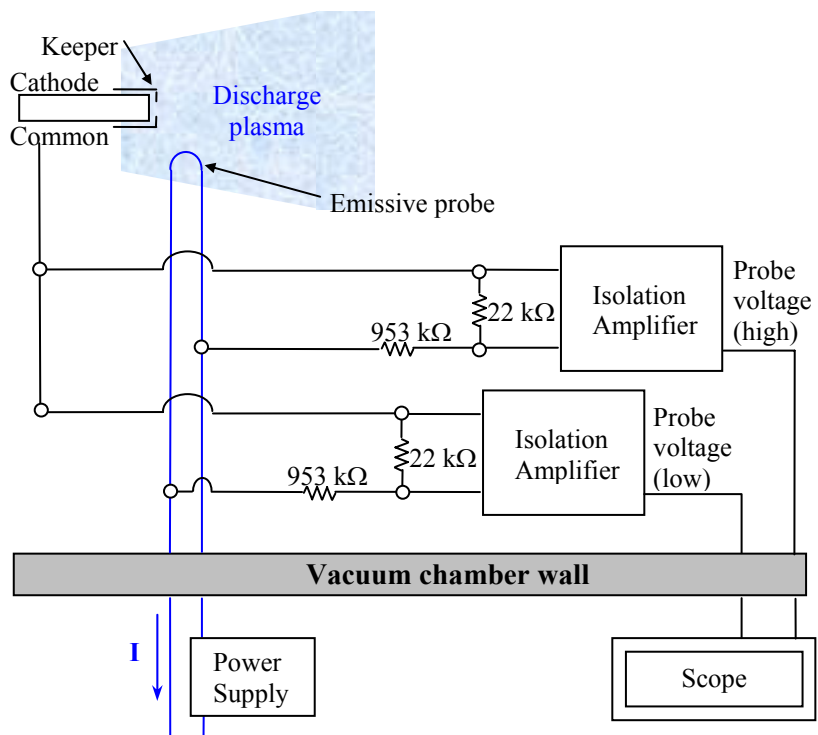 Keeper
Cathode
Common
Discharge
plasma
Emissive probe
Isolation
Amplifier
Probe
voltage
(high)
22 kΩ
953 kΩ
Isolation
Amplifier
Probe
voltage
(low)
22 kΩ
953 kΩ
Vacuum chamber wall
I
Power
Supply
Scope